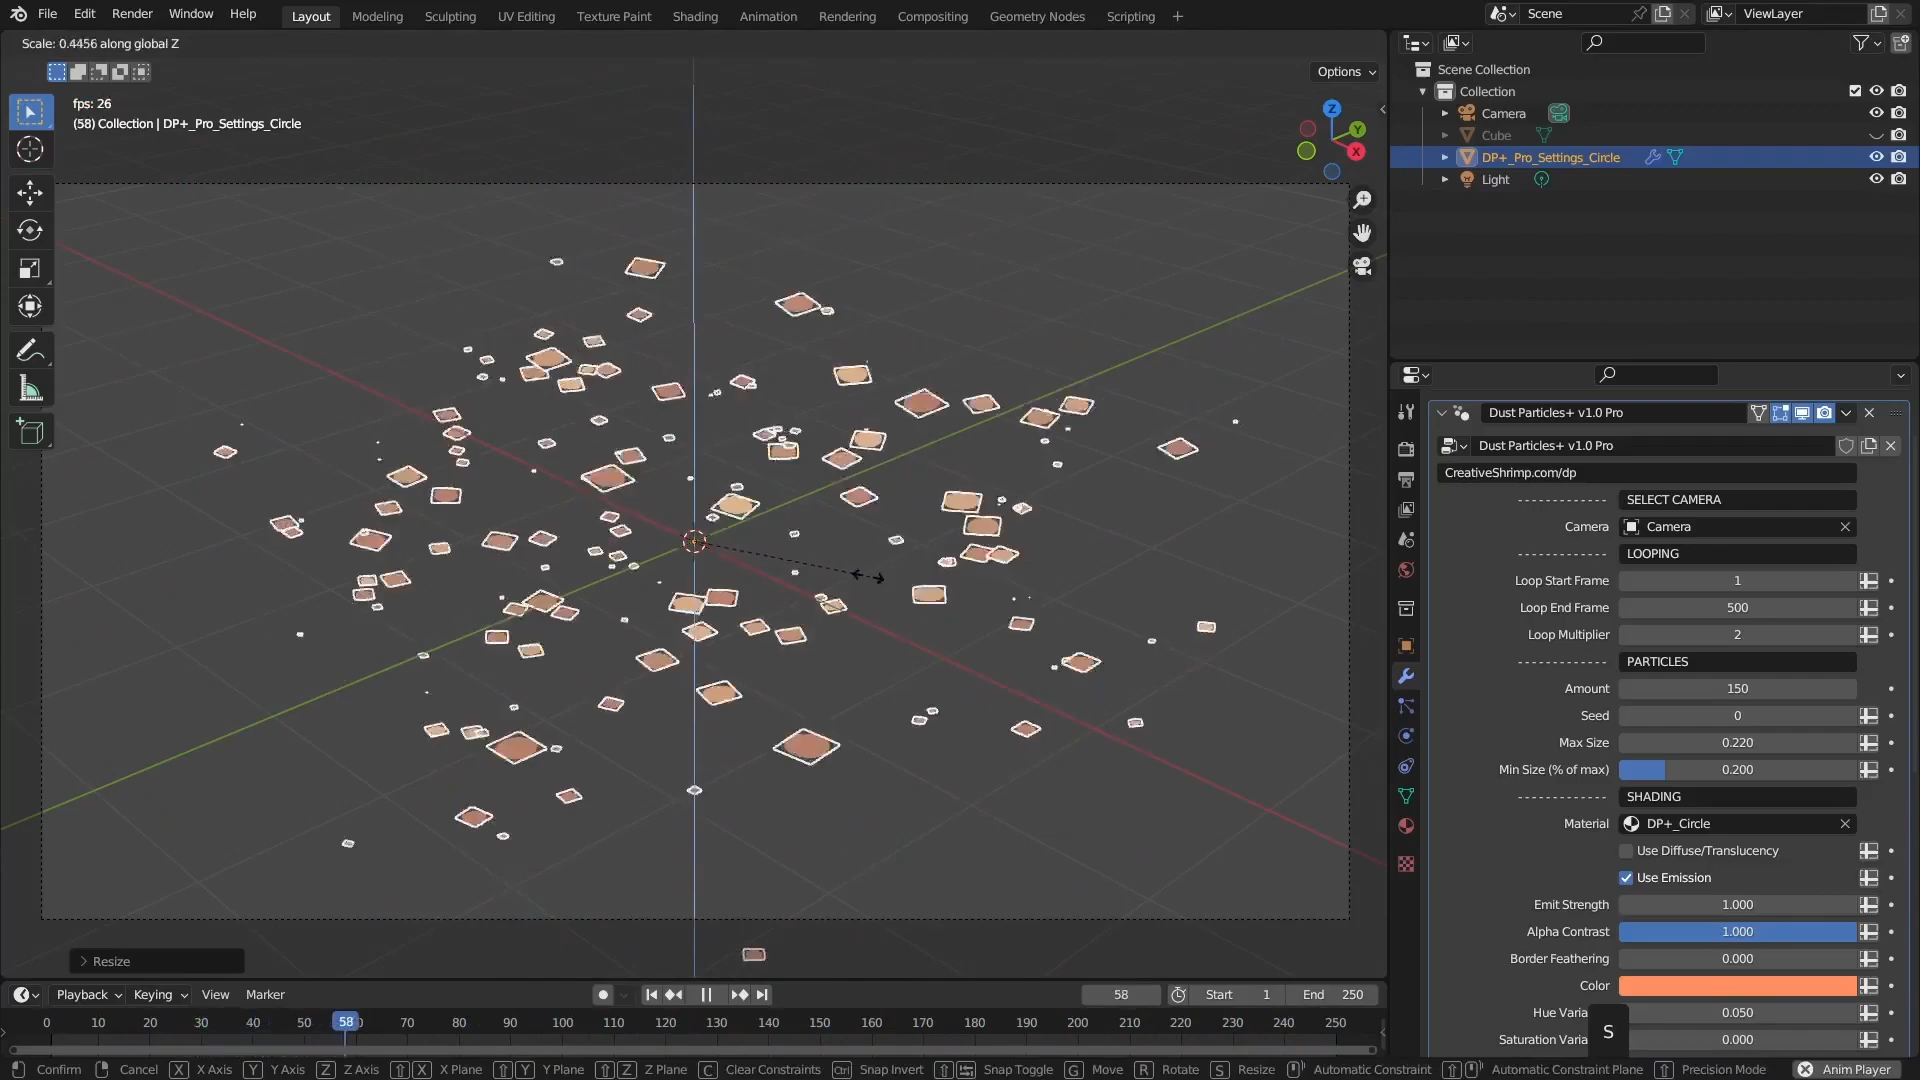 File Edit Render Window Help Layout Modeling Sculpting UV Editing Texture Paint Shading Animation Rendering Compositing Geometry Nodes Scripting + Scene ViewLayer
Scale: 0.4456 along global Z
Options
fps: 26
(58) Collection | DP+_Pro_Settings_Circle
Z
Y
X
Scene Collection
Collection
Camera
Cube
DP+_Pro_Settings_Circle
Light
Dust Particles+ v1.0 Pro
Dust Particles+ v1.0 Pro
CreativeShrimp.com/dp
------------ SELECT CAMERA
Camera Camera
------------ LOOPING
Loop Start Frame 1
Loop End Frame 500
Loop Multiplier 2
------------ PARTICLES
Amount 150
Seed 0
Max Size 0.220
Min Size (% of max) 0.200
------------ SHADING
Material DP+_Circle
Use Diffuse/Translucency
Use Emission
Emit Strength 1.000
Alpha Contrast 1.000
Border Feathering 0.000
Color
Hue Varia 0.050
Saturation Varia 0.000
S
> Resize
Playback Keying View Marker 58 Start 1 End 250
0 10 20 30 40 50 58 70 80 90 100 110 120 130 140 150 160 170 180 190 200 210 220 230 240 250
Confirm Cancel X X Axis Y Y Axis Z Z Axis X X Plane Y Y Plane Z Z Plane C Clear Constraints Ctrl Snap Invert Snap Toggle G Move R Rotate S Resize Automatic Constraint Automatic Constraint Plane Precision Mode Anim Player